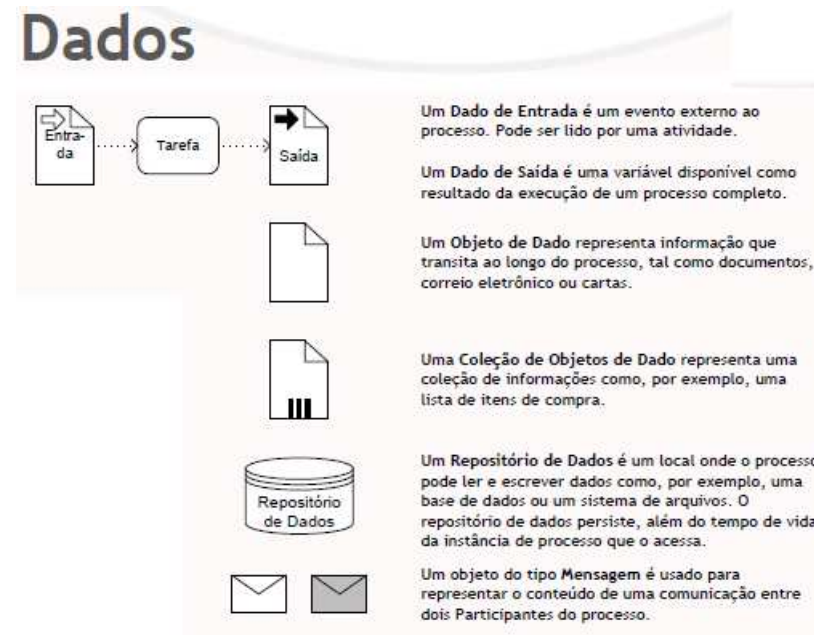 Dados
Entra-
da
Tarefa
Saída
Um Dado de Entrada é um evento externo ao
processo. Pode ser lido por uma atividade.
Um Dado de Saída é uma variável disponível como
resultado da execução de um processo completo.
Um Objeto de Dado representa informação que
transita ao longo do processo, tal como documentos,
correio eletrônico ou cartas.
Uma Coleção de Objetos de Dado representa uma
coleção de informações como, por exemplo, uma
lista de itens de compra.
Repositório
de Dados
Um Repositório de Dados é um local onde o processo
pode ler e escrever dados como, por exemplo, uma
base de dados ou um sistema de arquivos. O
repositório de dados persiste, além do tempo de vida
da instância de processo que o acessa.
Um objeto do tipo Mensagem é usado para
representar o conteúdo de uma comunicação entre
dois Participantes do processo.